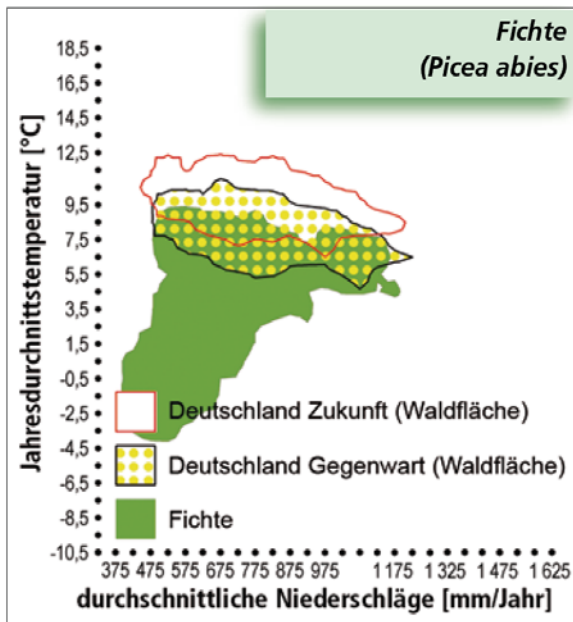 Fichte
(Picea abies)
Jahresdurchnittstemperatur [°C]
18,5
16,5
14,5
12,5
9,5
7,5
5,5
3,5
1,5
-0,5
-2,5
-4,5
-6,5
-8,5
-10,5
Deutschland Zukunft (Waldfläche)
Deutschland Gegenwart (Waldfläche)
Fichte
375 475 575 675 775 875 975 1 175 1 325 1 475 1 625
durchschnittliche Niederschläge [mm/Jahr]